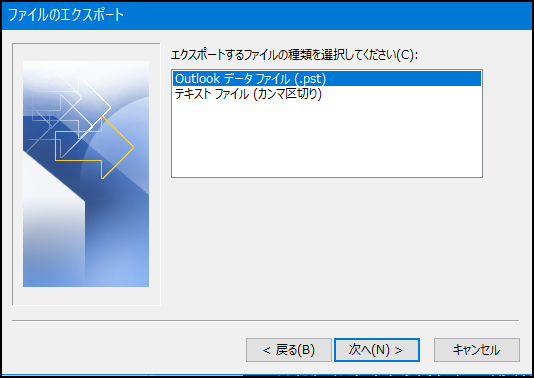 ファイルのエクスポート
エクスポートするファイルの種類を選択してください(C):
Outlook データ ファイル (.pst)
テキスト ファイル (カンマ区切り)
< 戻る(B)
次へ(N) >
キャンセル